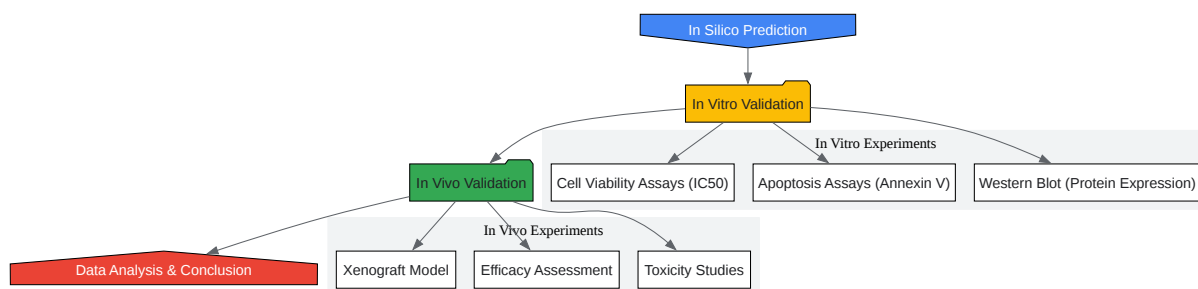 In Silico Prediction
In Vitro Validation
In Vitro Experiments
Cell Viability Assays (IC50)
Apoptosis Assays (Annexin V)
Western Blot (Protein Expression)
In Vivo Validation
In Vivo Experiments
Data Analysis & Conclusion
Xenograft Model
Efficacy Assessment
Toxicity Studies